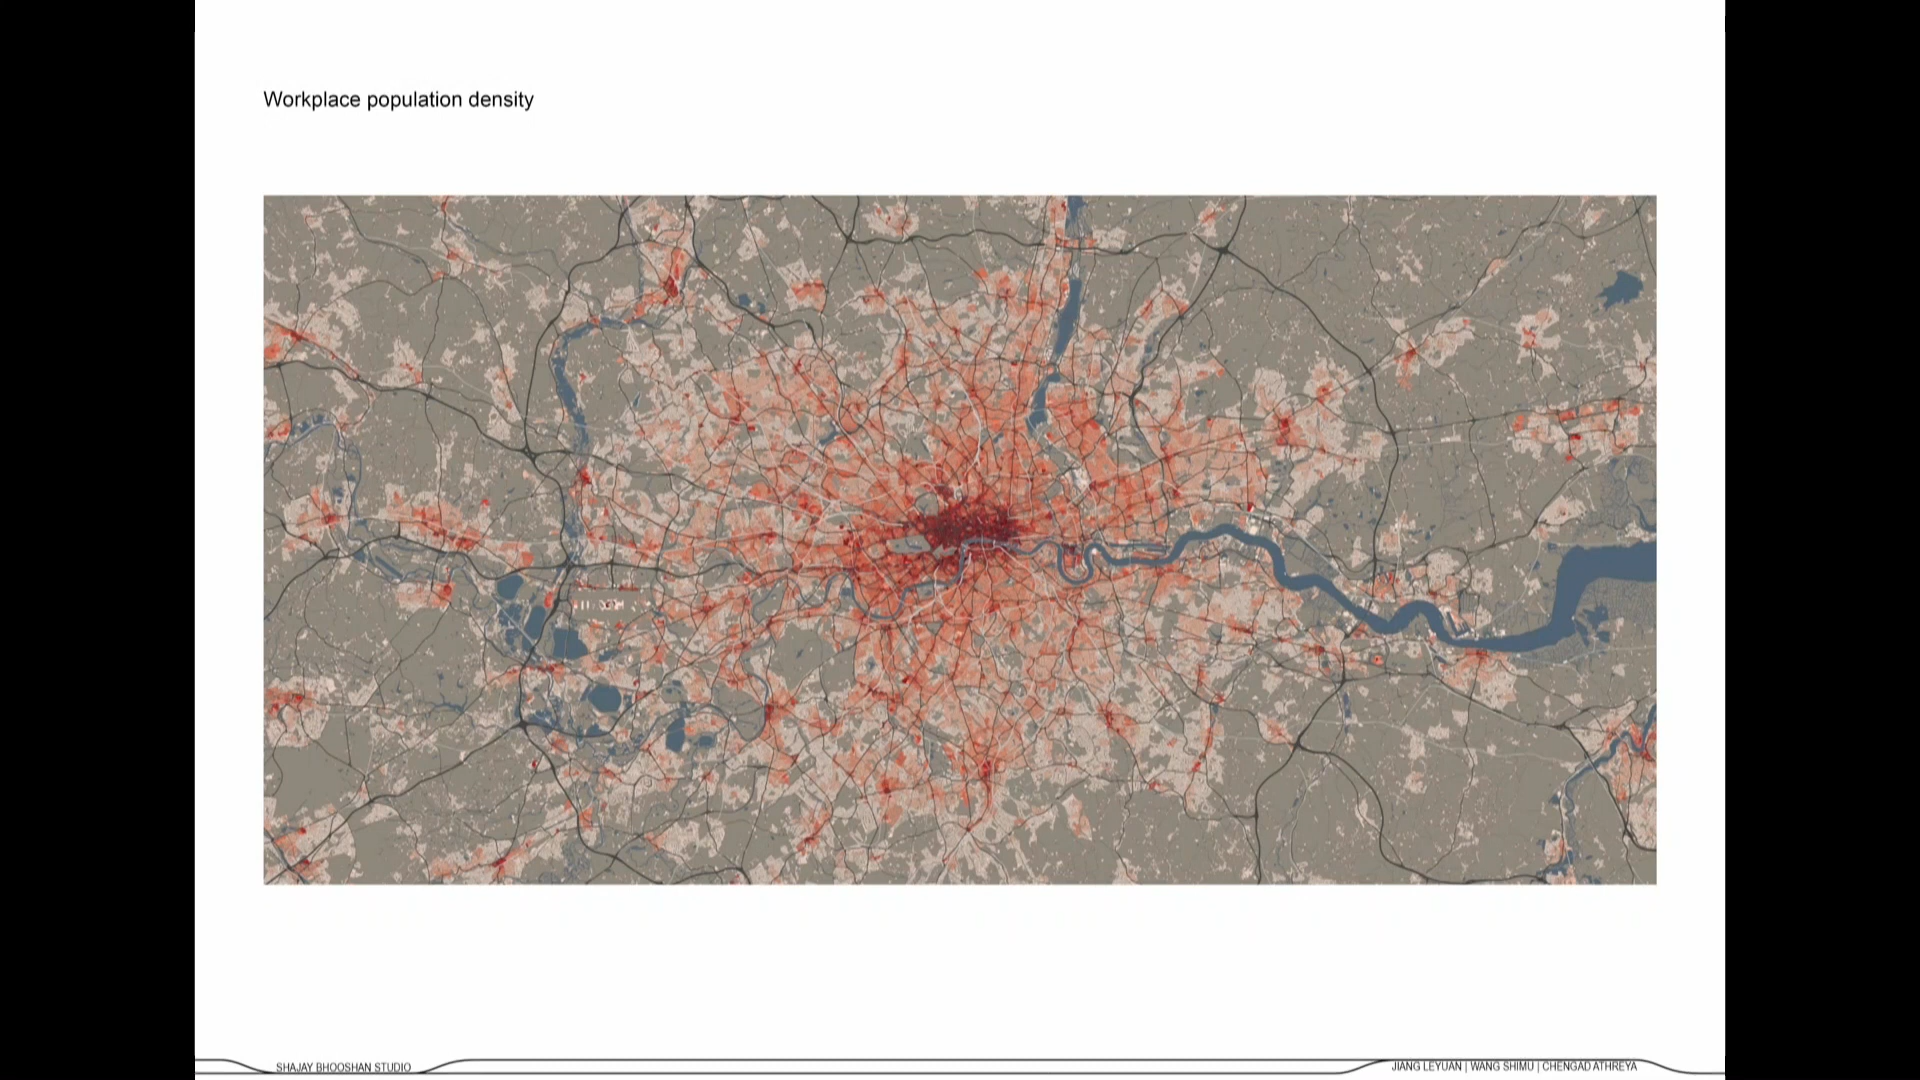 Workplace population density
SHAJAY BHOOSHAN STUDIO
JIANG LEYUAN | WANG SHIMU | CHENGAD ATHREYA